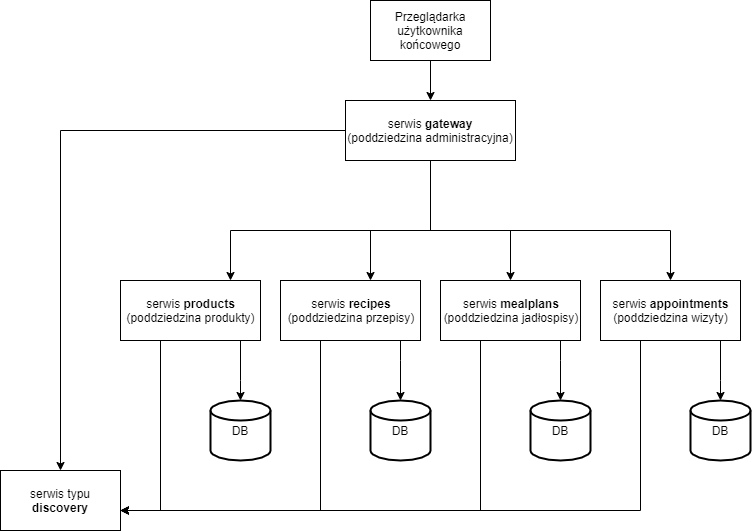 Przeglądarka
użytkownika
końcowego
serwis gateway
(poddziedzina administracyjna)
serwis products
(poddziedzina produkty)
serwis recipes
(poddziedzina przepisy)
serwis mealplans
(poddziedzina jadłospisy)
serwis appointments
(poddziedzina wizyty)
DB
DB
DB
DB
serwis typu
discovery